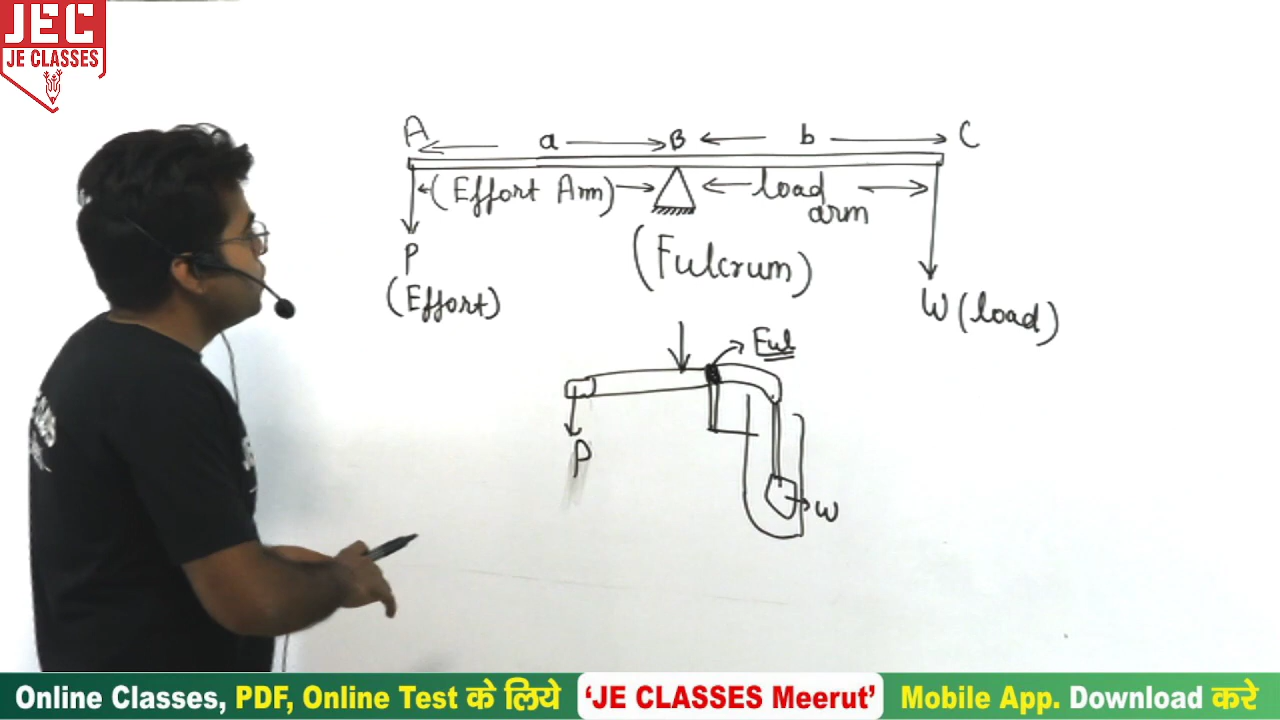 JEC
JE CLASSES
A a B b C
(Effort Arm) load
arm
P
(Effort)
(Fulcrum)
W (load)
Ful
P
W
Online Classes, PDF, Online Test के लिये 'JE CLASSES Meerut' Mobile App. Download करे